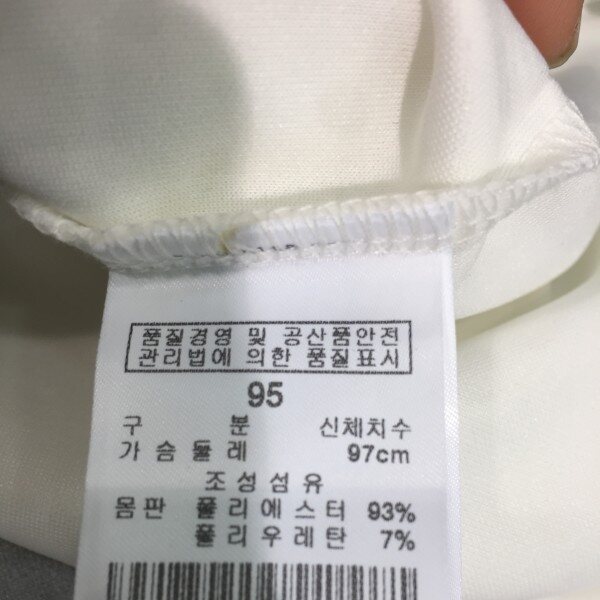 품질경영 및 공산품안전
관리법에 의한 품질표시
95
구 분 신체치수
가슴둘레 97cm
조성섬유
몸판 폴리에스터 93%
폴리우레탄 7%